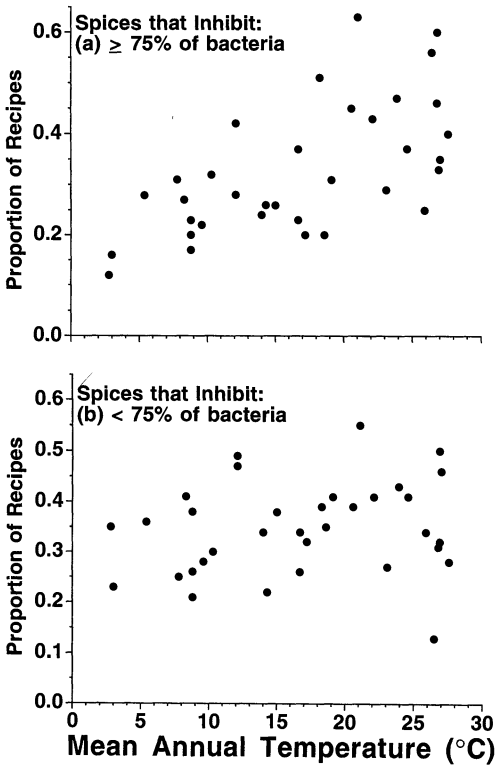 Spices that Inhibit:
(a) ≥ 75% of bacteria
Proportion of Recipes
0.6
0.4
0.2
0.0
Spices that Inhibit:
(b) < 75% of bacteria
Proportion of Recipes
0.6
0.5
0.4
0.3
0.2
0.1
0.0
0 5 10 15 20 25 30
Mean Annual Temperature (°C)